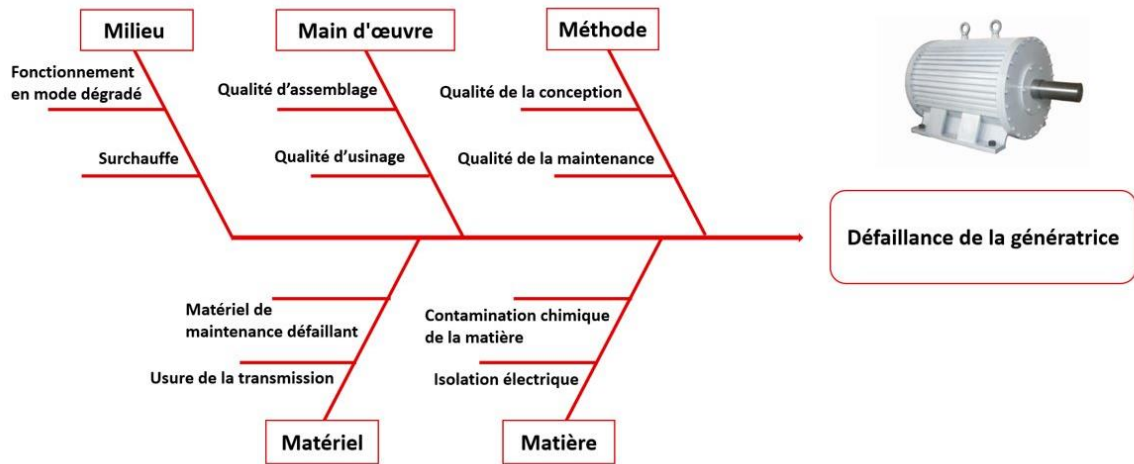 Milieu
Main d'œuvre
Méthode
Fonctionnement
en mode dégradé
Qualité d’assemblage
Qualité de la conception
Surchauffe
Qualité d’usinage
Qualité de la maintenance
Défaillance de la génératrice
Matériel de
maintenance défaillant
Contamination chimique
de la matière
Usure de la transmission
Isolation électrique
Matériel
Matière